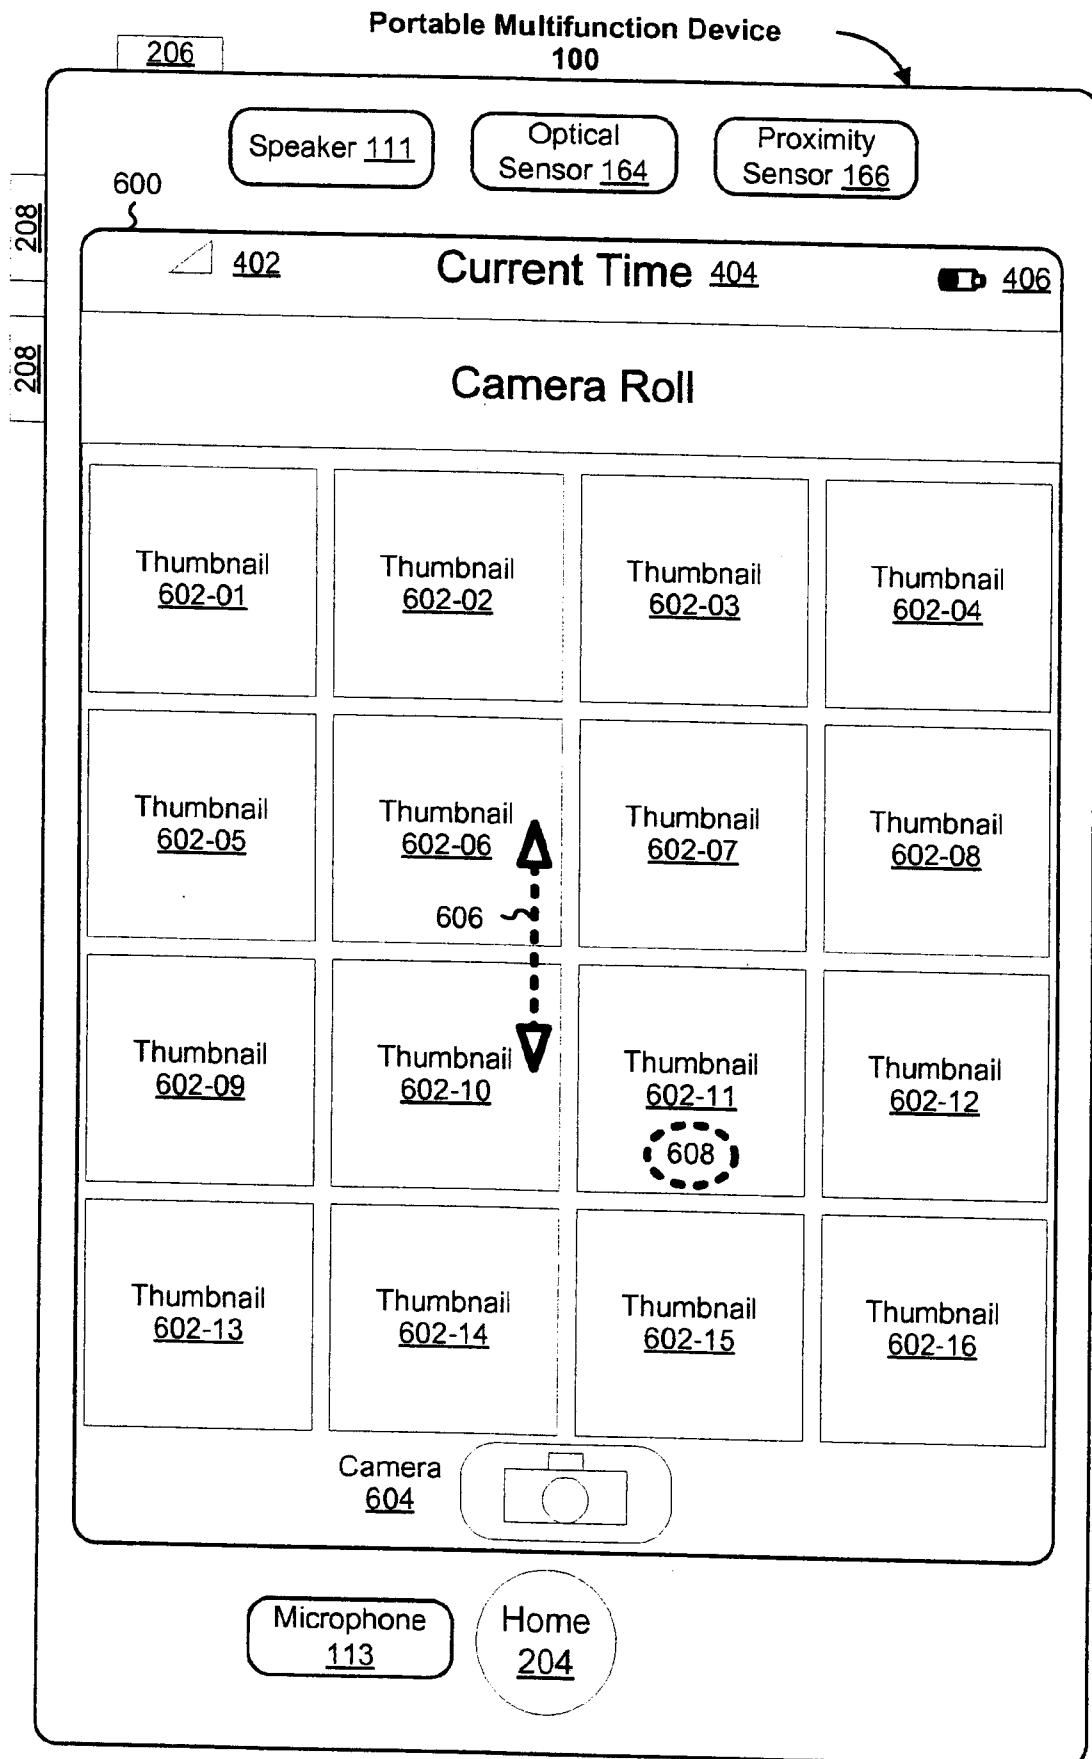 Portable Multifunction Device
100
206
Speaker 111
Optical
Sensor 164
Proximity
Sensor 166
600
208
208
402
Current Time 404
406
Camera Roll
Thumbnail
602-01
Thumbnail
602-02
Thumbnail
602-03
Thumbnail
602-04
Thumbnail
602-05
Thumbnail
602-06
Thumbnail
602-07
Thumbnail
602-08
606
Thumbnail
602-09
Thumbnail
602-10
Thumbnail
602-11
608
Thumbnail
602-12
Thumbnail
602-13
Thumbnail
602-14
Thumbnail
602-15
Thumbnail
602-16
Camera
604
Microphone
113
Home
204